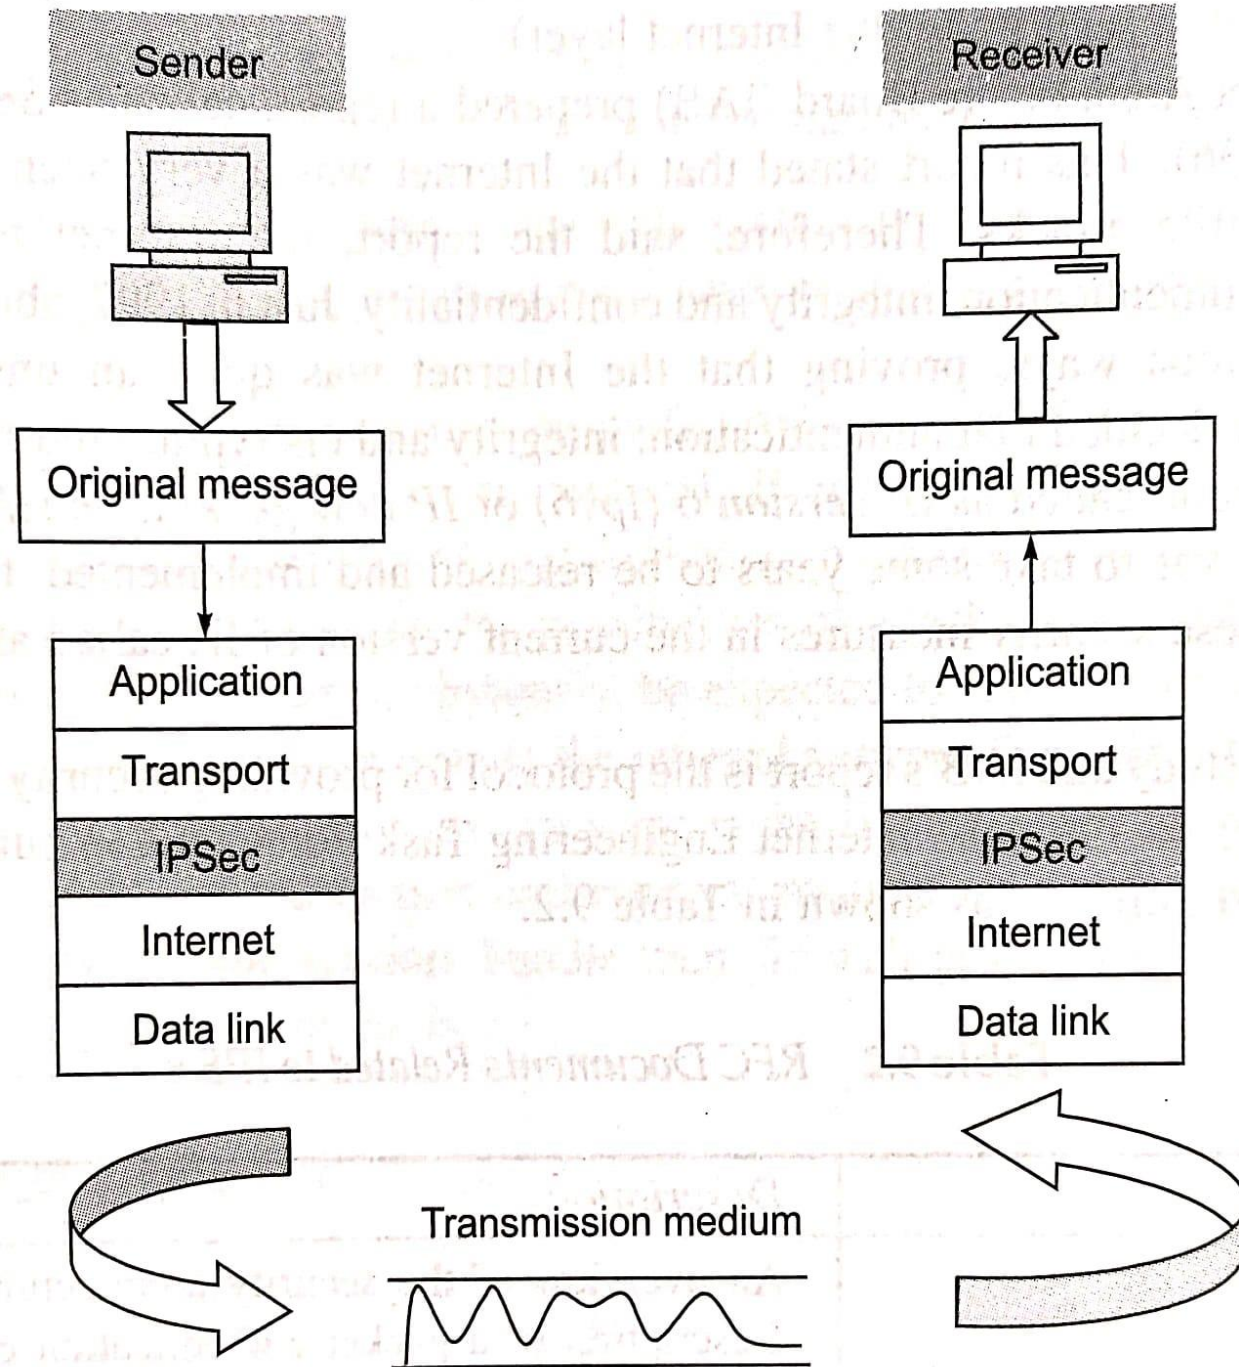 Sender
Receiver
Original message
Original message
Application
Application
Transport
Transport
IPSec
IPSec
Internet
Internet
Data link
Data link
Transmission medium